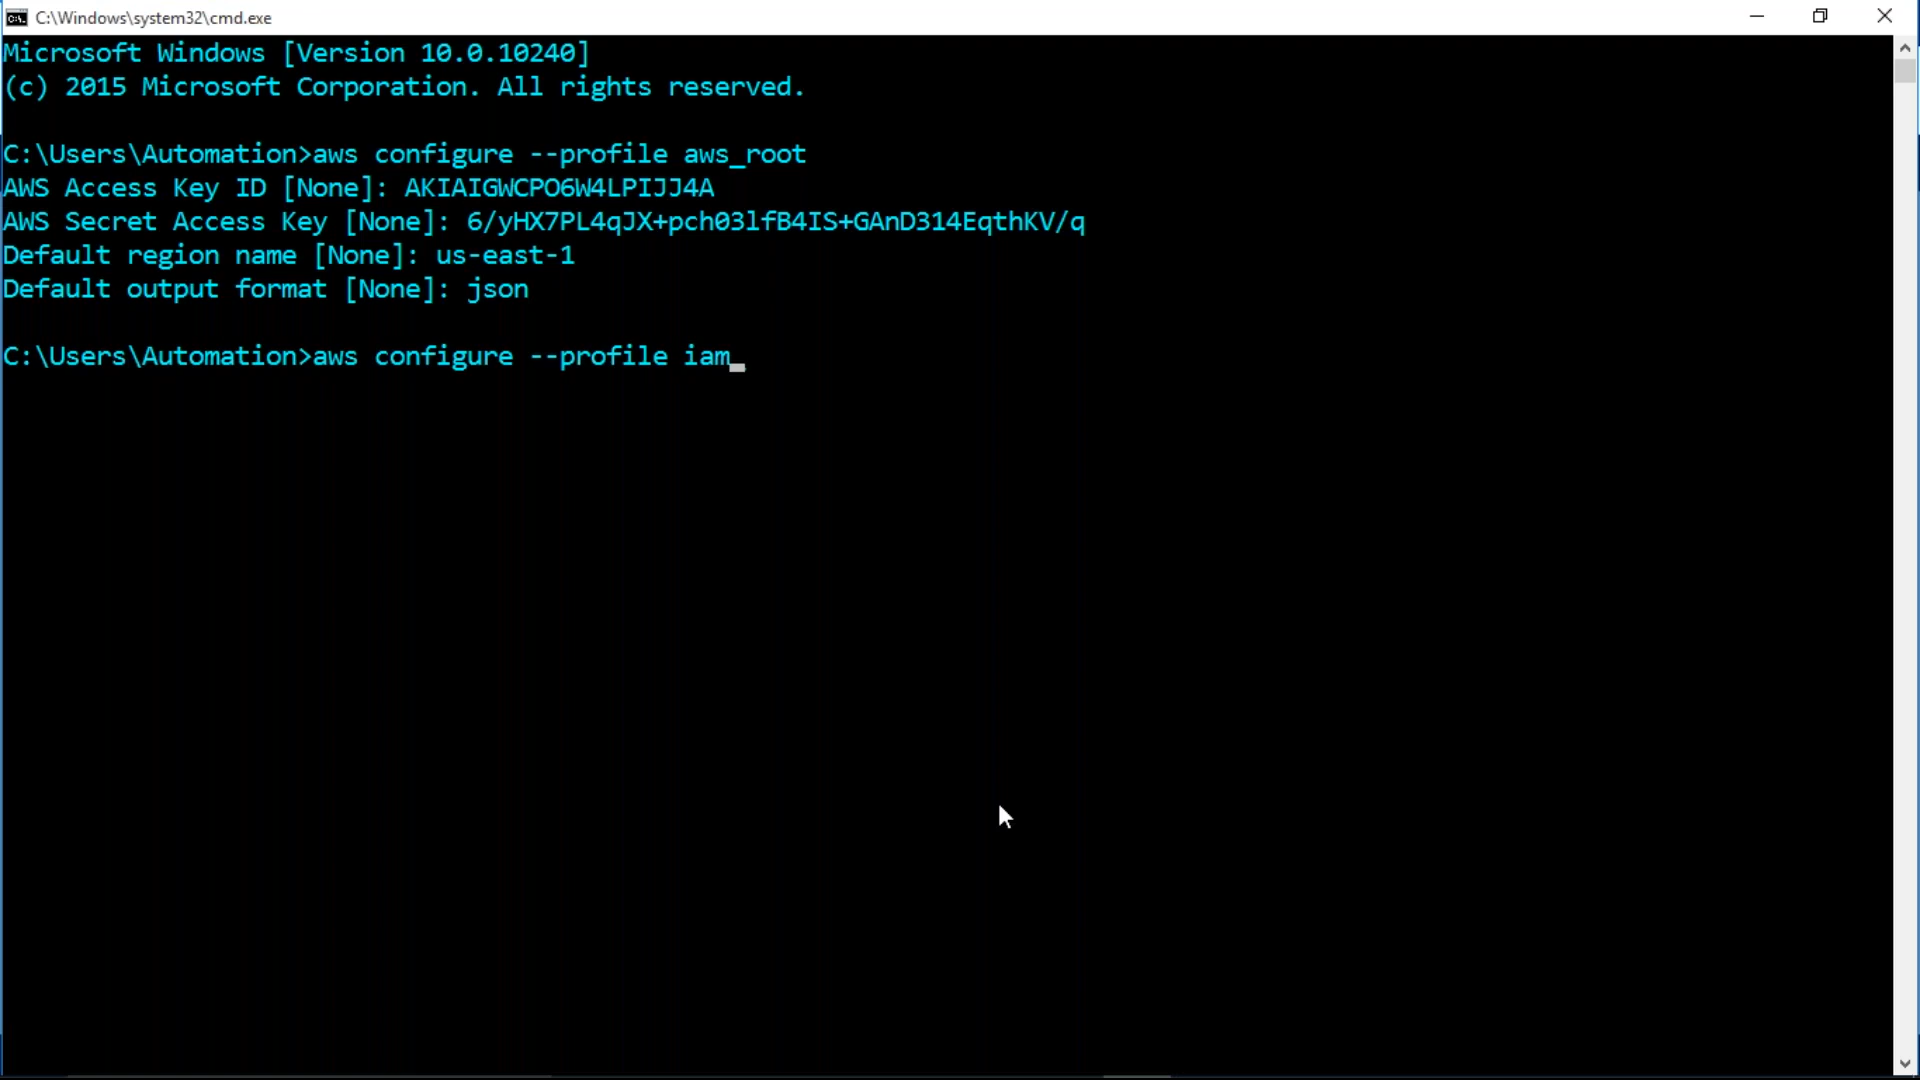 C:\Windows\system32\cmd.exe
Microsoft Windows [Version 10.0.10240]
(c) 2015 Microsoft Corporation. All rights reserved.
C:\Users\Automation>aws configure --profile aws_root
AWS Access Key ID [None]: AKIAIGWCPO6W4LPIJJ4A
AWS Secret Access Key [None]: 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
Default region name [None]: us-east-1
Default output format [None]: json
C:\Users\Automation>aws configure --profile iam